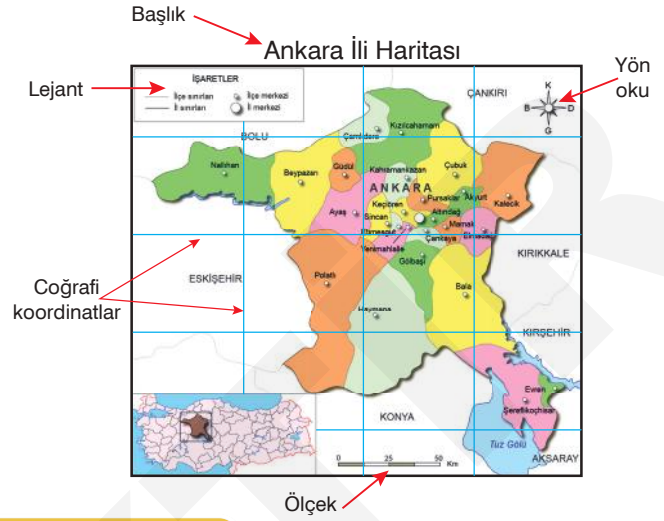 Başlık
Ankara İli Haritası
Lejant
İŞARETLER
İlçe sınırları
İlçe merkezi
İl sınırları
İl merkezi
Yön
oku
K
B
D
G
ÇANKIRI
BOLU
Çamlıdere
Kızılcahamam
Nallıhan
Beypazarı
Güdül
Kahramankazan
Çubuk
ANKARA
Kalecik
Ayaş
Keçiören
Pursaklar
Akyurt
Sincan
Altındağ
Etimesgut
Mamak
Elmadağ
Yenimahalle
Çankaya
Gölbaşı
KIRIKKALE
Coğrafi
koordinatlar
ESKİŞEHİR
Polatlı
Bala
Haymana
KIRŞEHİR
Evren
Şereflikoçhisar
KONYA
Tuz Gölü
AKSARAY
0 25 50
Km
Ölçek